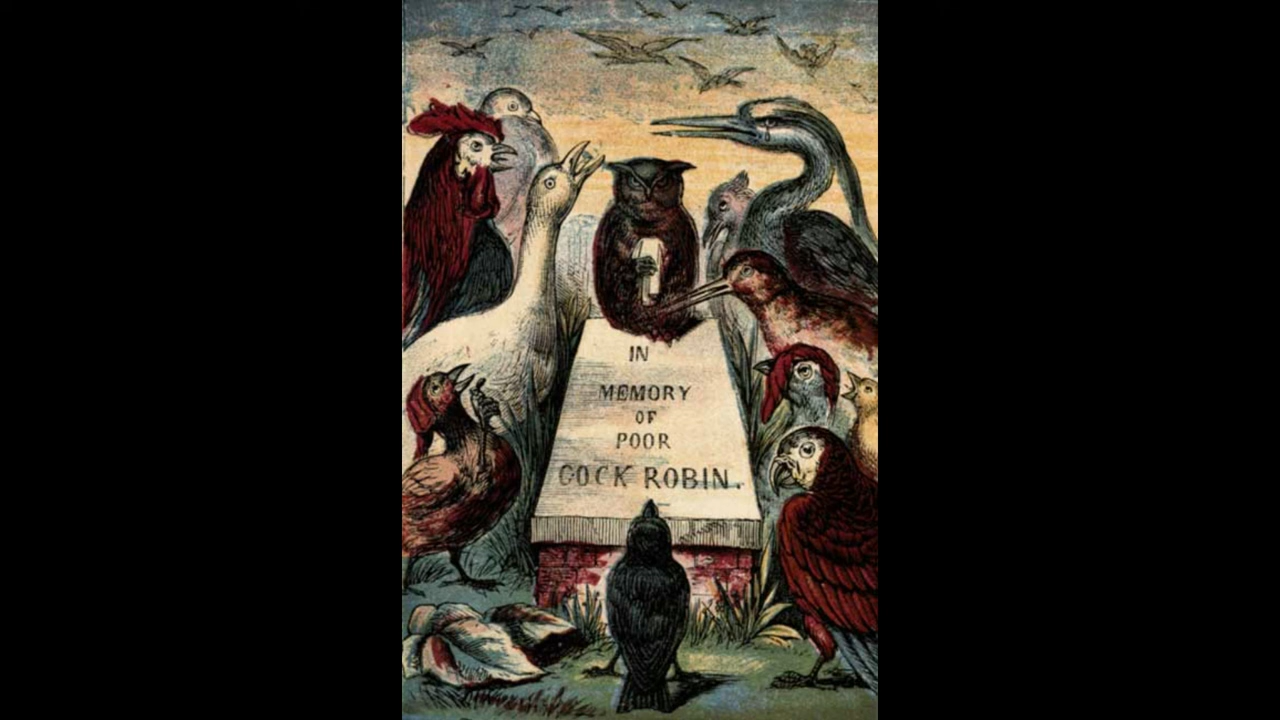 IN
MEMORY
OF
POOR
COCK ROBIN.